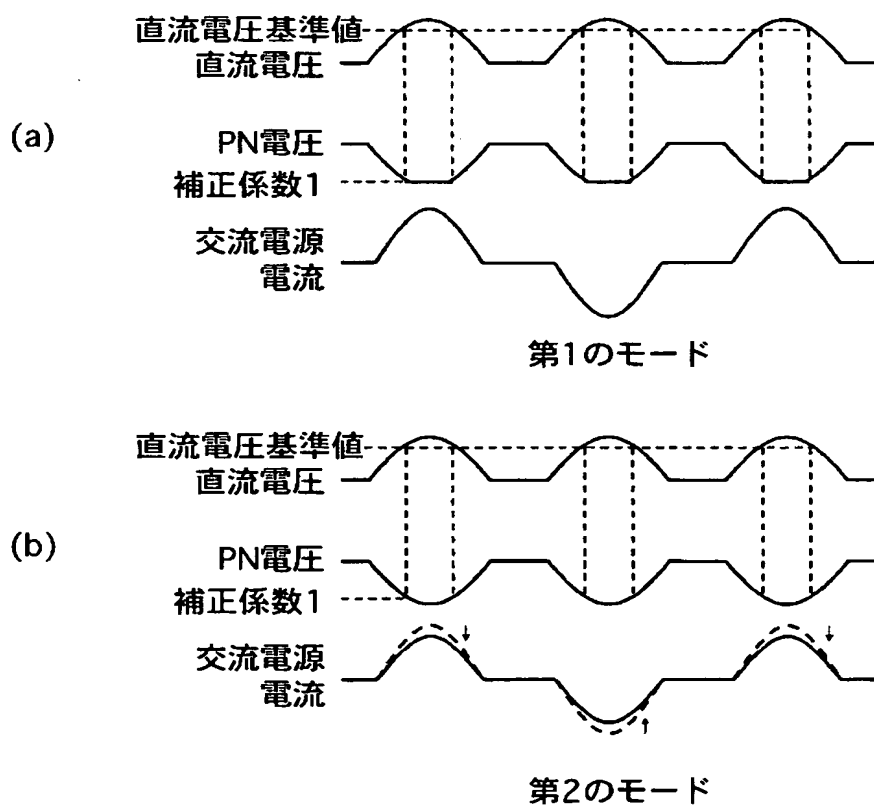 直流電圧基準値
直流電圧
(a)
PN電圧
補正係数1
交流電源
電流
第1のモード
直流電圧基準値
直流電圧
(b)
PN電圧
補正係数1
交流電源
電流
第2のモード